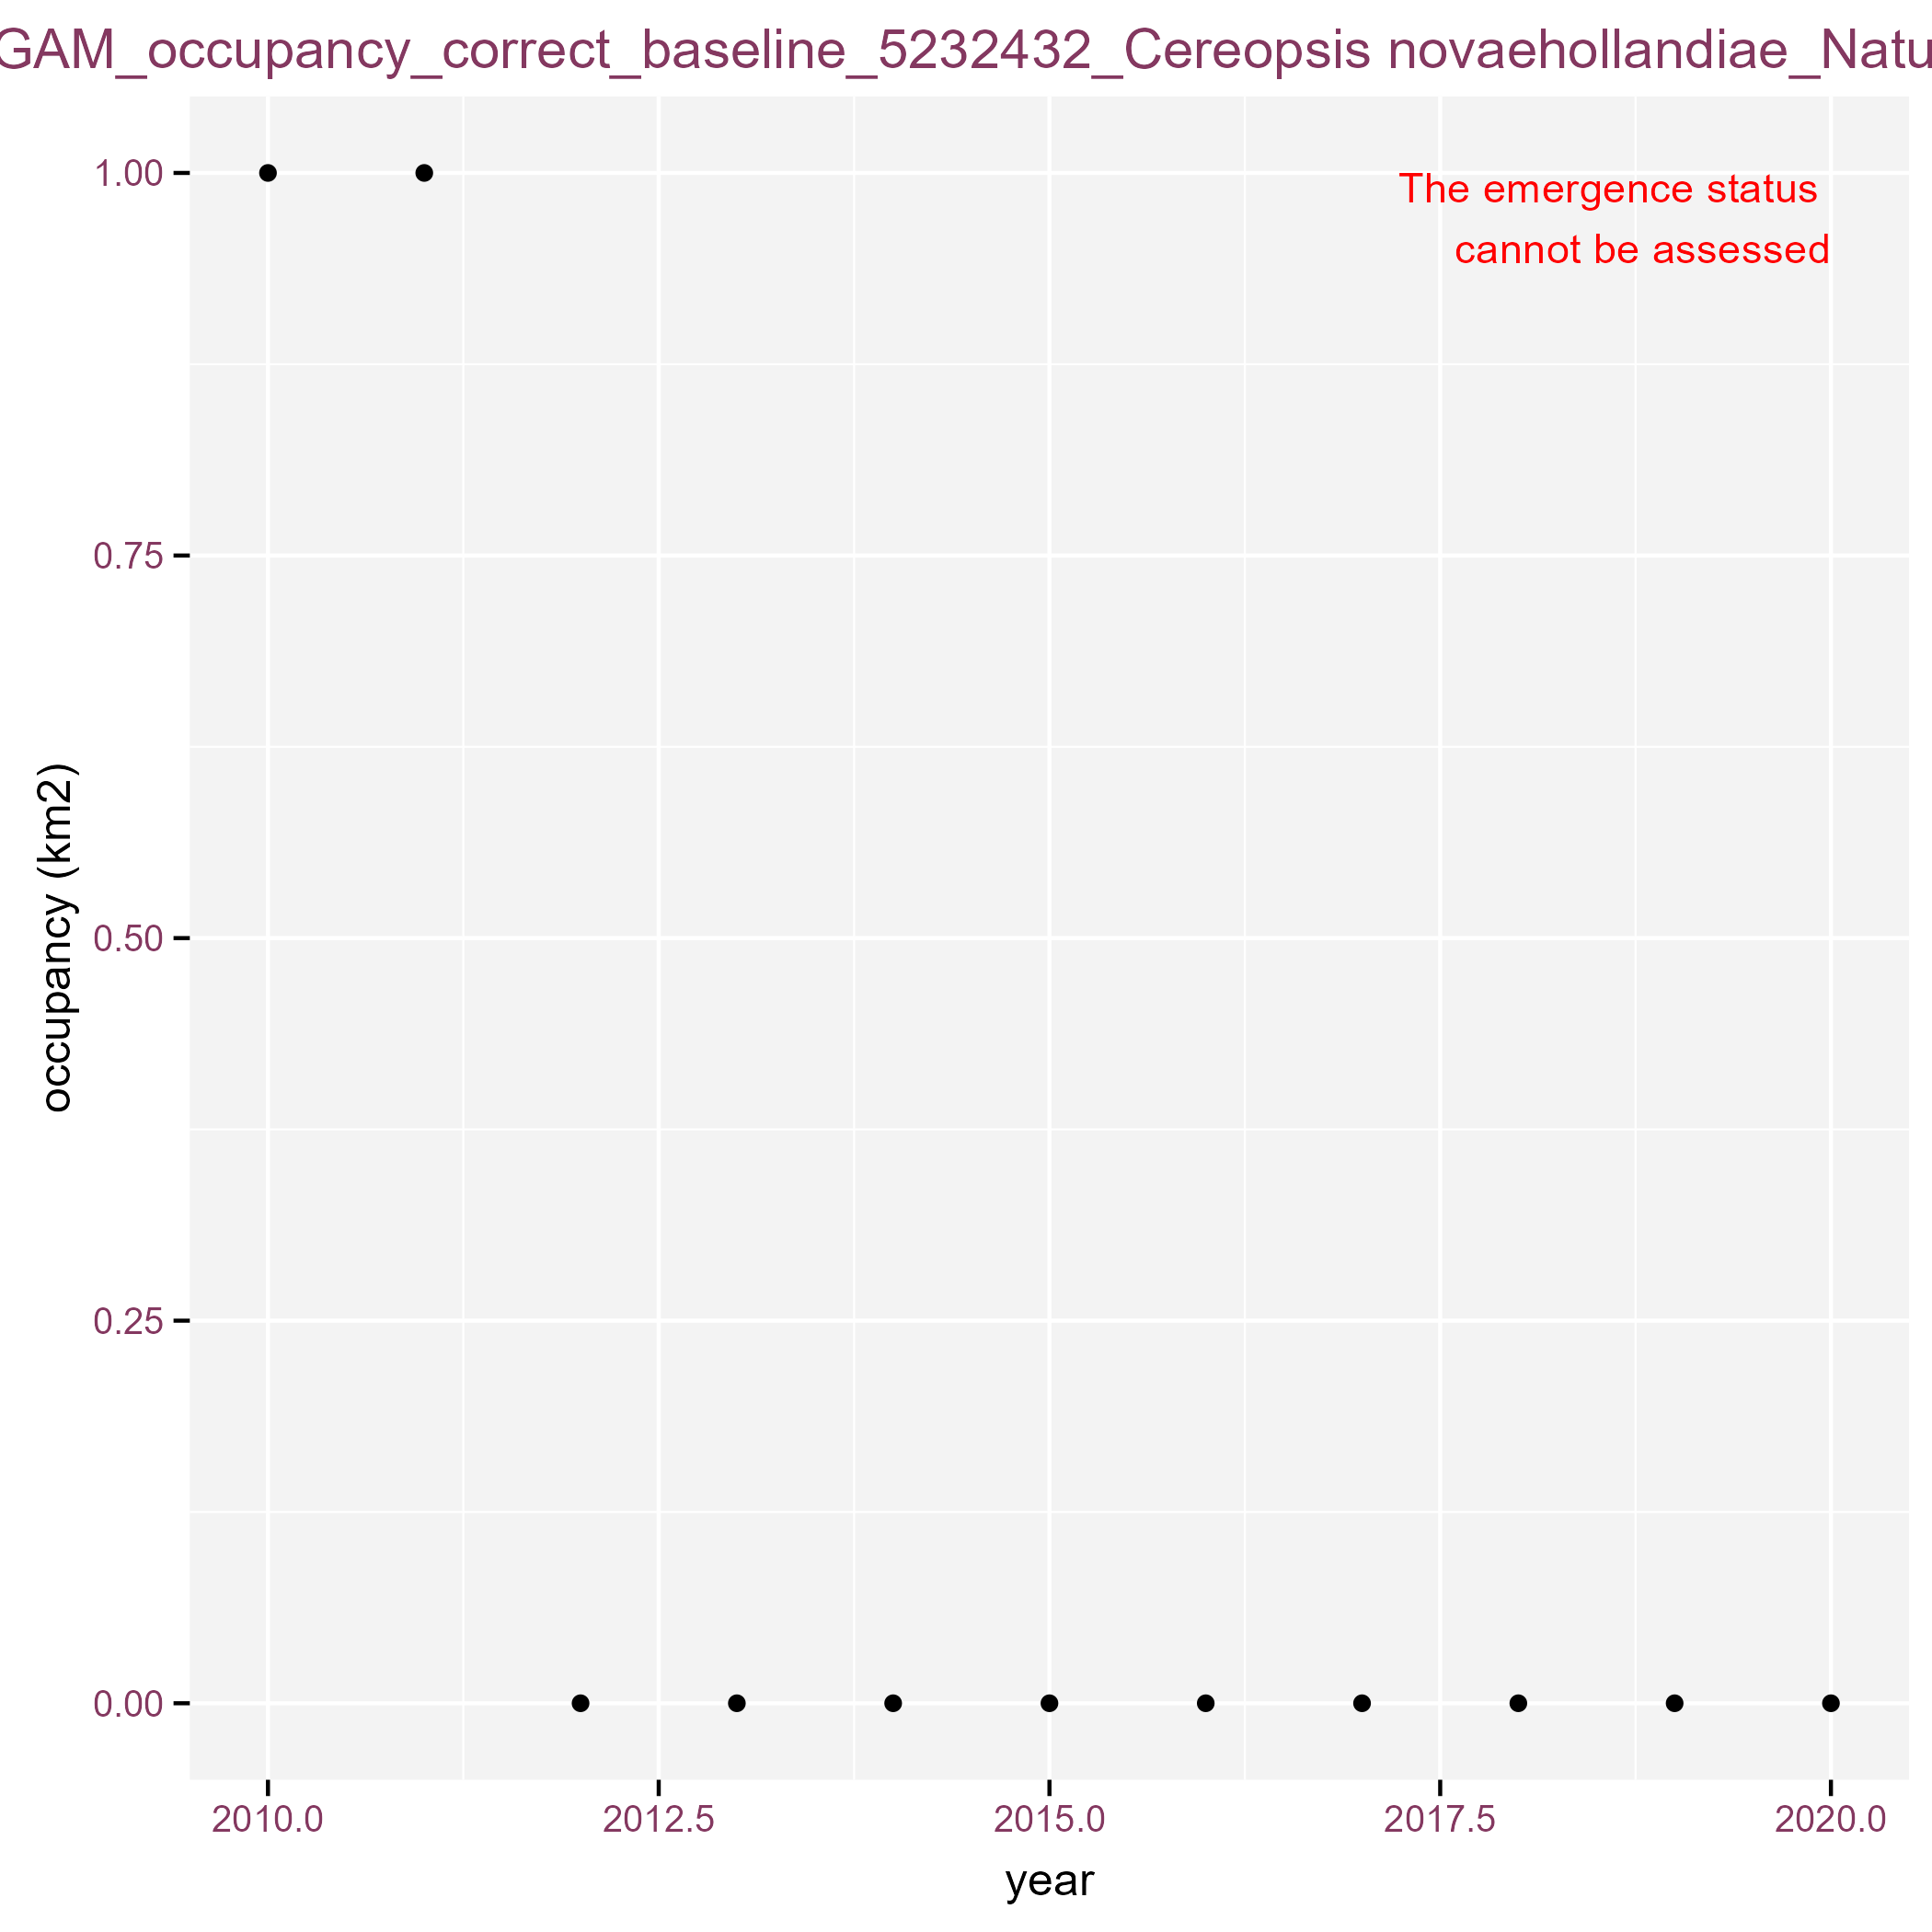 GAM_occupancy_correct_baseline_5232432_Cereopsis novaehollandiae_Natu
The emergence status
cannot be assessed
1.00
0.75
0.50
0.25
0.00
occupancy (km2)
2010.0 2012.5 2015.0 2017.5 2020.0
year